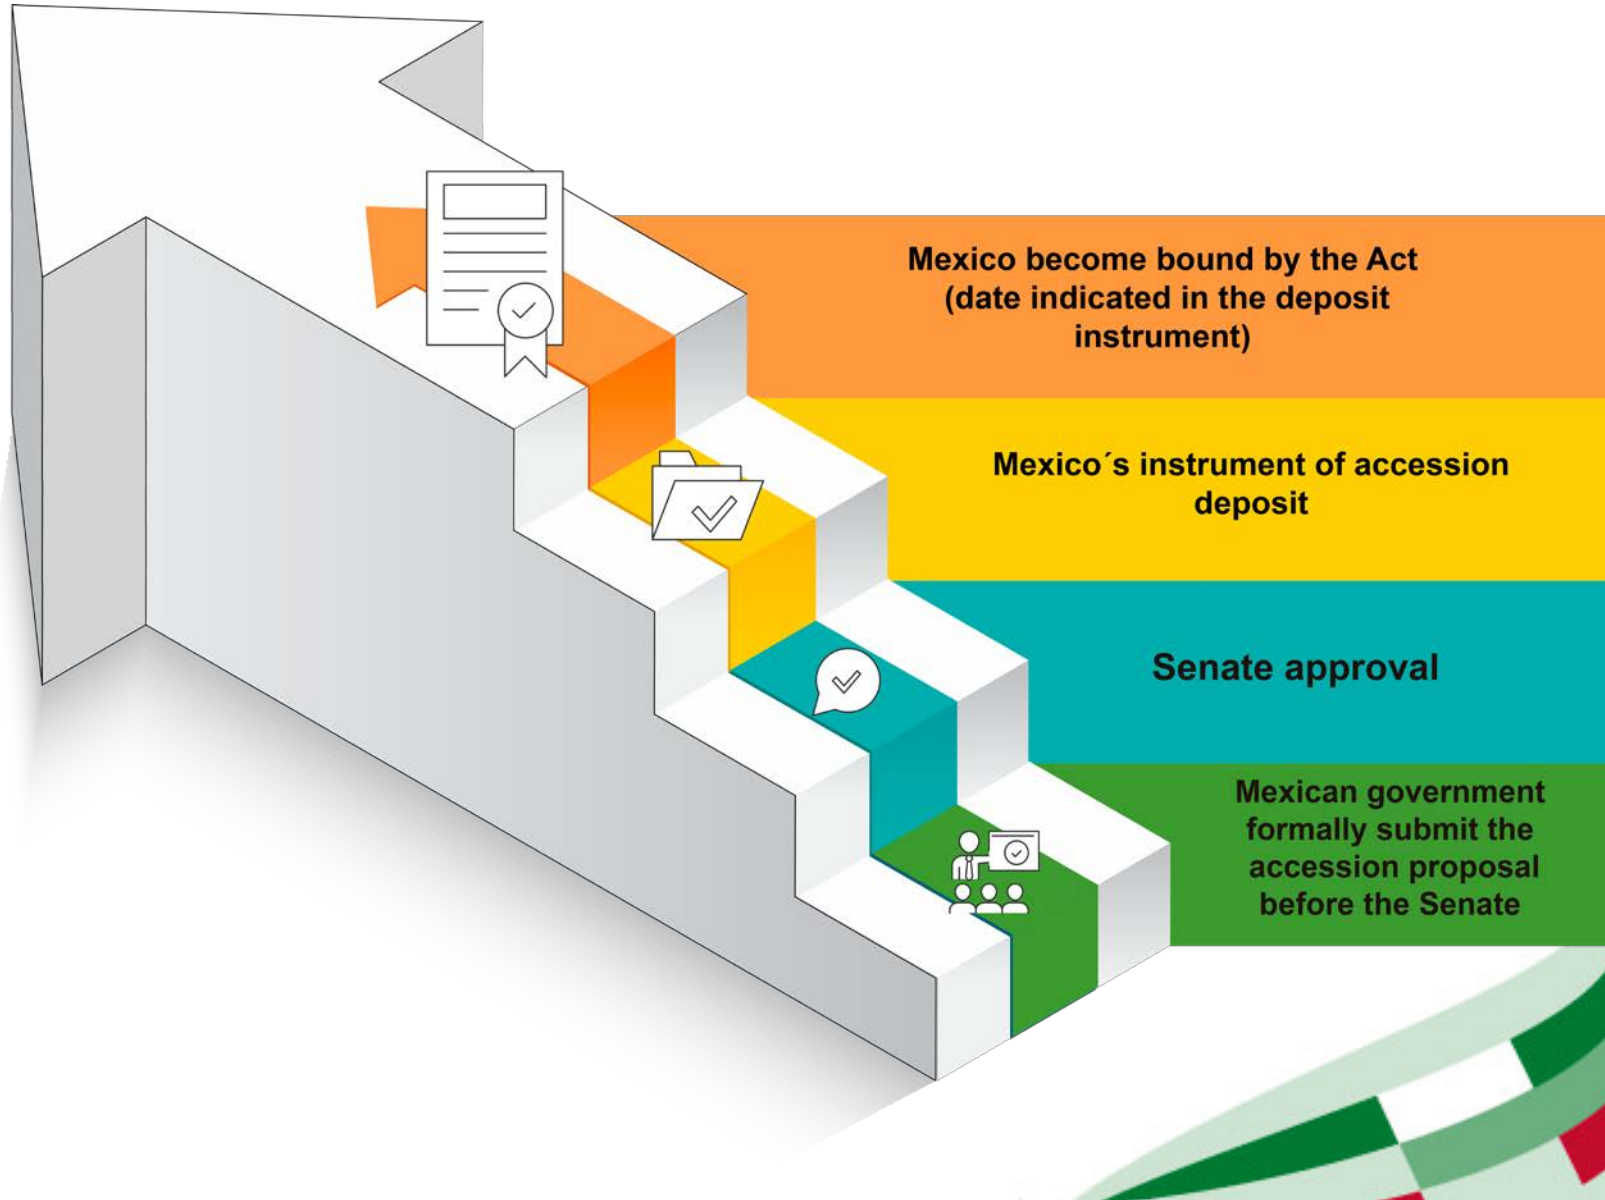 Mexico become bound by the Act
(date indicated in the deposit
instrument)
Mexico´s instrument of accession
deposit
Senate approval
Mexican government
formally submit the
accession proposal
before the Senate